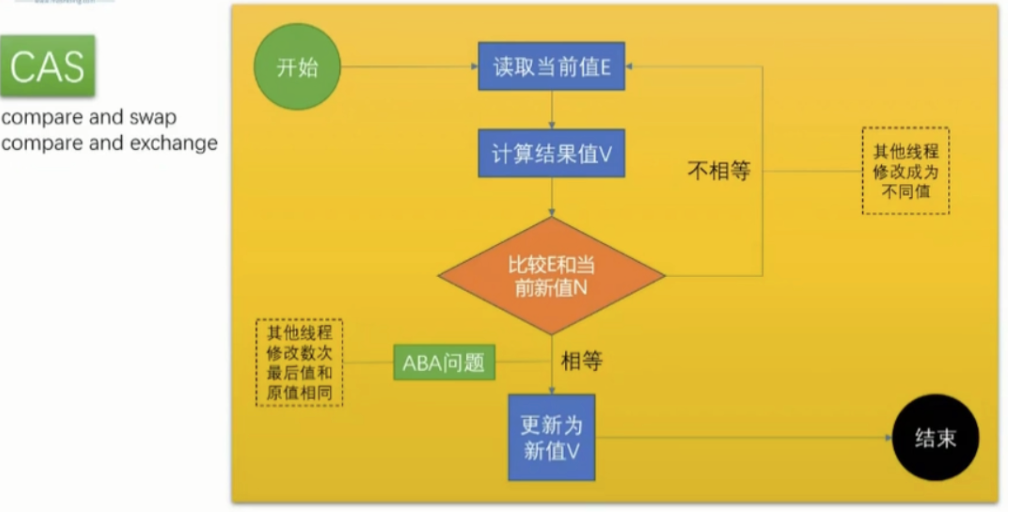 CAS
compare and swap
compare and exchange
开始
读取当前值E
计算结果值V
不相等
其他线程
修改成为
不同值
比较E和当
前新值N
其他线程
修改数次
最后值和
原值相同
ABA问题
相等
更新为
新值V
结束